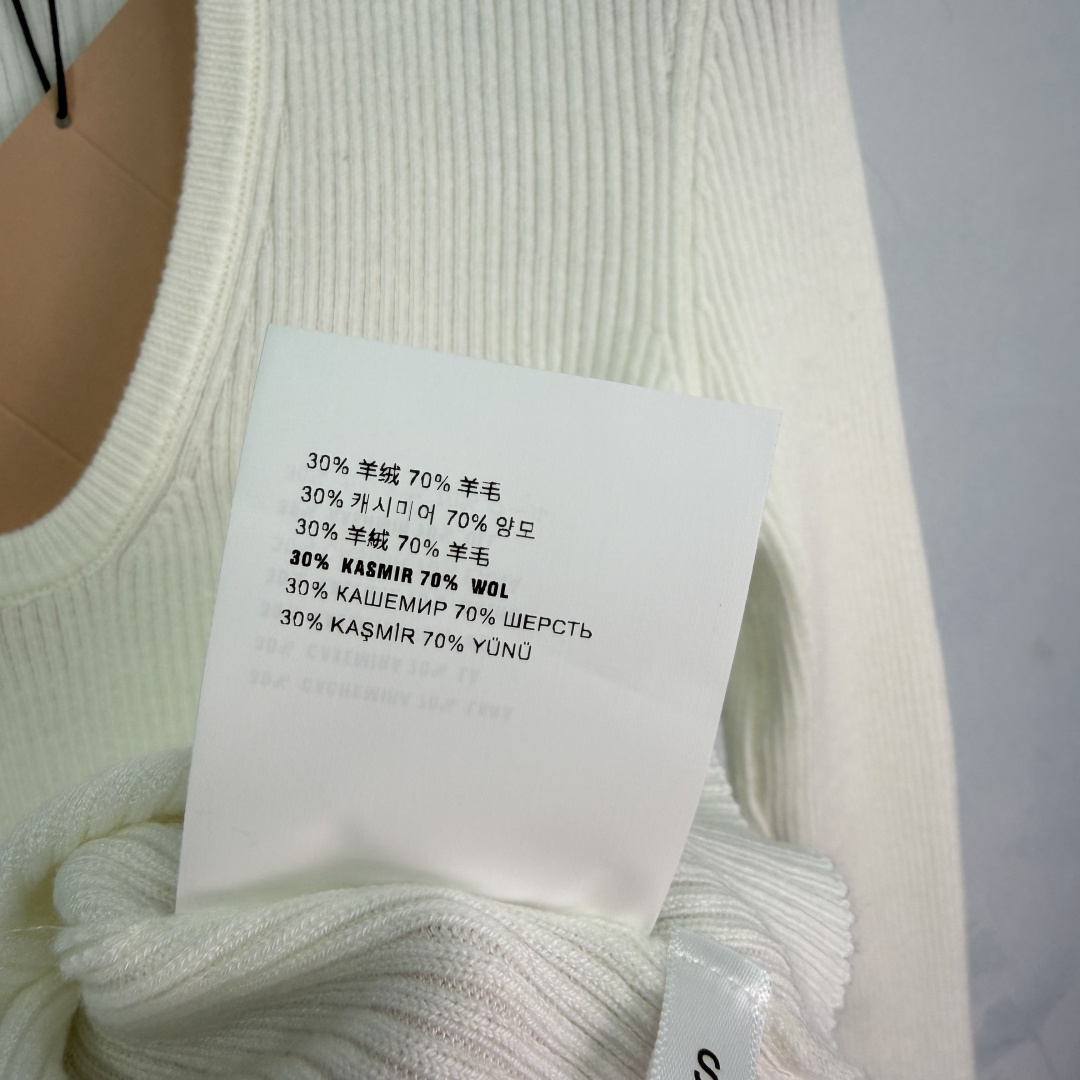 30% 羊绒 70% 羊毛
30% 캐시미어 70% 양모
30% 羊絨 70% 羊毛
30% KASMIR 70% WOL
30% КАШЕМИР 70% ШЕРСТЬ
30% KAŞMİR 70% YÜNÜ
S